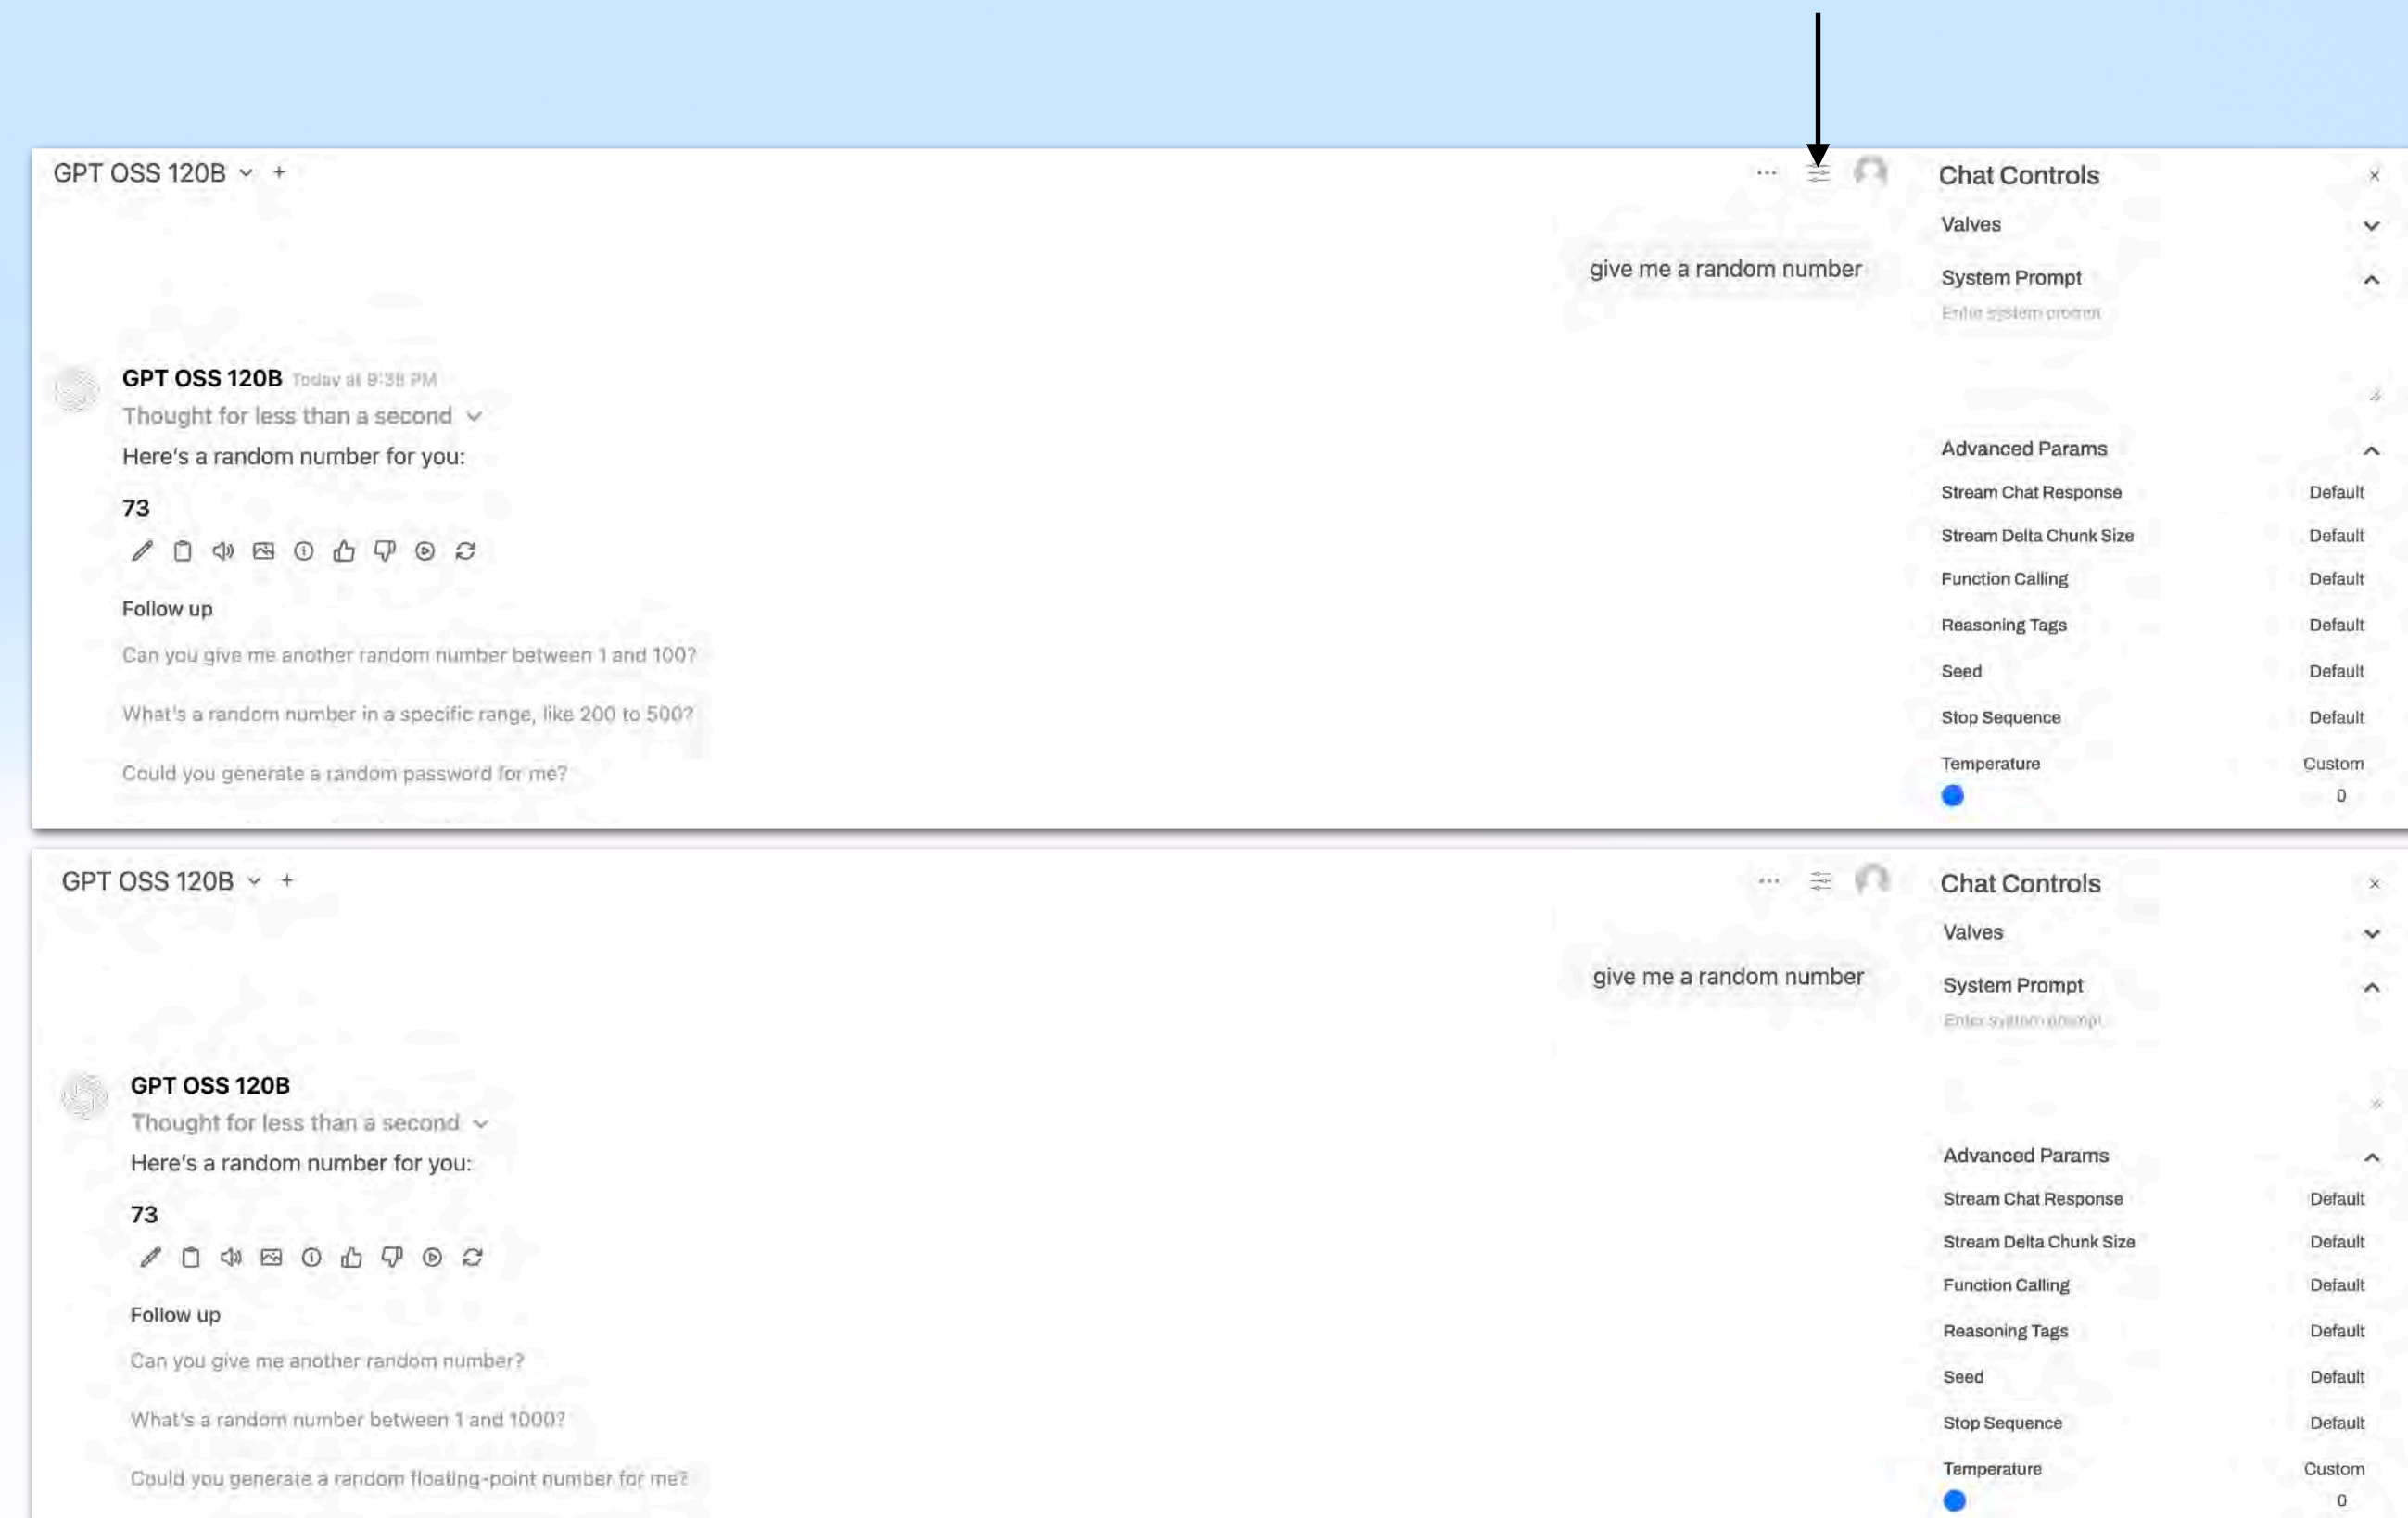 GPT OSS 120B
Chat Controls
Valves
give me a random number
System Prompt
Enter system prompt
GPT OSS 120B Today at 9:38 PM
Thought for less than a second
Here's a random number for you:
73
Advanced Params
Stream Chat Response Default
Stream Delta Chunk Size Default
Function Calling Default
Reasoning Tags Default
Seed Default
Stop Sequence Default
Temperature Custom
0
Follow up
Can you give me another random number between 1 and 100?
What's a random number in a specific range, like 200 to 500?
Could you generate a random password for me?
GPT OSS 120B
Chat Controls
Valves
give me a random number
System Prompt
Enter system prompt
GPT OSS 120B
Thought for less than a second
Here's a random number for you:
73
Advanced Params
Stream Chat Response Default
Stream Delta Chunk Size Default
Function Calling Default
Reasoning Tags Default
Seed Default
Stop Sequence Default
Temperature Custom
0
Follow up
Can you give me another random number?
What's a random number between 1 and 1000?
Could you generate a random floating-point number for me?